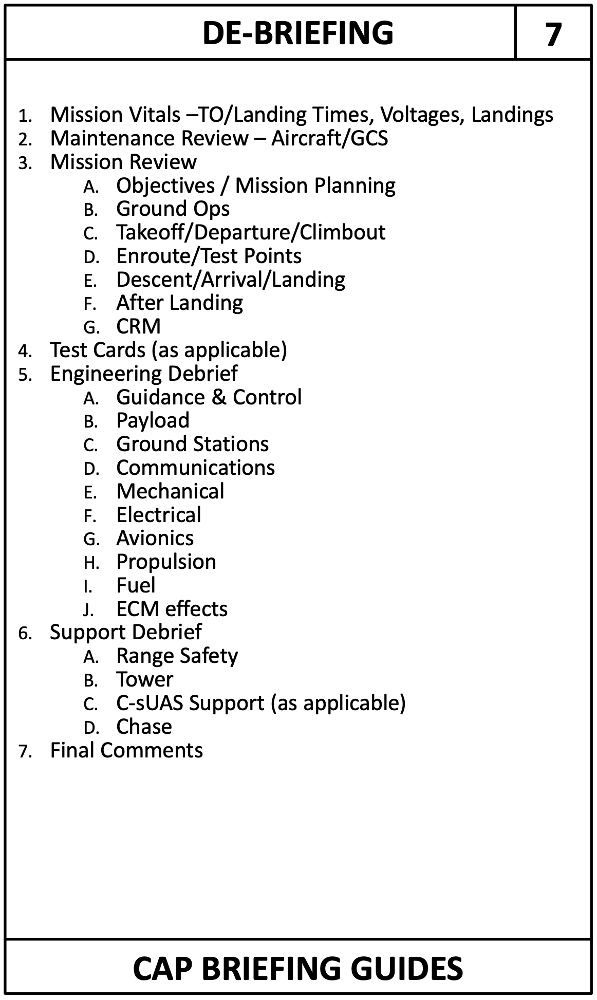 DE-BRIEFING
7
1. Mission Vitals –TO/Landing Times, Voltages, Landings
2. Maintenance Review – Aircraft/GCS
3. Mission Review
A. Objectives / Mission Planning
B. Ground Ops
C. Takeoff/Departure/Climbout
D. Enroute/Test Points
E. Descent/Arrival/Landing
F. After Landing
G. CRM
4. Test Cards (as applicable)
5. Engineering Debrief
A. Guidance & Control
B. Payload
C. Ground Stations
D. Communications
E. Mechanical
F. Electrical
G. Avionics
H. Propulsion
I. Fuel
J. ECM effects
6. Support Debrief
A. Range Safety
B. Tower
C. C-sUAS Support (as applicable)
D. Chase
7. Final Comments
CAP BRIEFING GUIDES